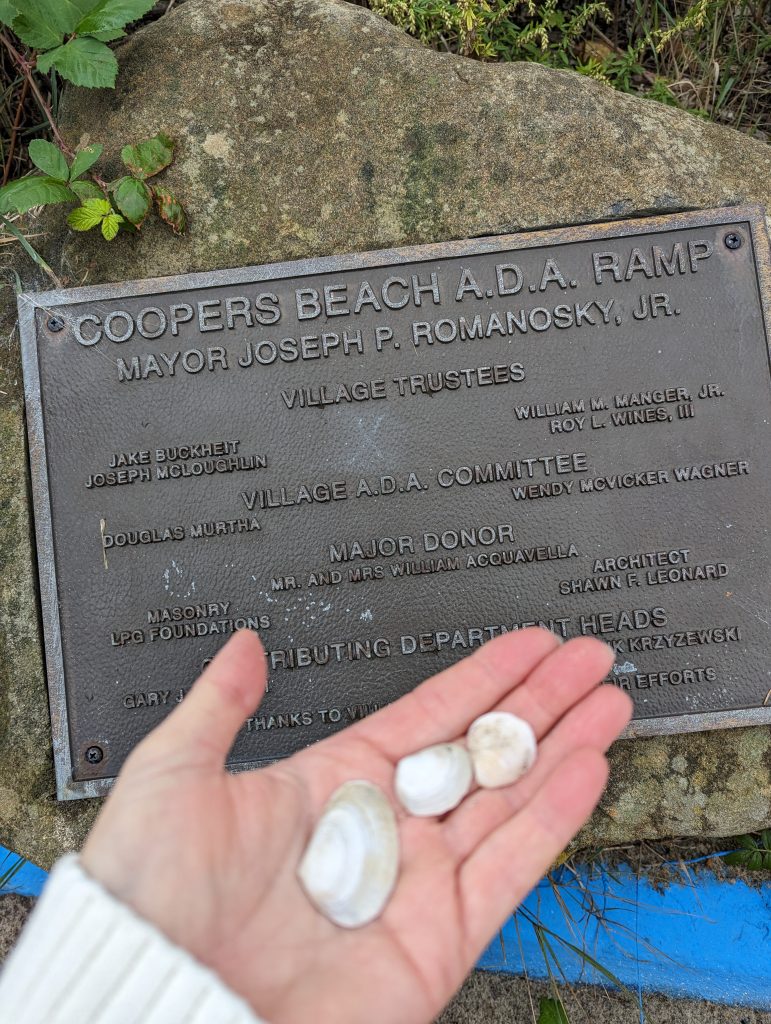 COOPERS BEACH A.D.A. RAMP
MAYOR JOSEPH P. ROMANOSKY, JR.
VILLAGE TRUSTEES
JAKE BUCKHEIT
JOSEPH MCLOUGHLIN
WILLIAM M. MANGER, JR.
ROY L. WINES, III
VILLAGE A.D.A. COMMITTEE
DOUGLAS MURTHA
WENDY MCVICKER WAGNER
MAJOR DONOR
MR. AND MRS WILLIAM ACQUAVELLA
MASONRY
LPG FOUNDATIONS
ARCHITECT
SHAWN F. LEONARD
DEPARTMENT HEADS
GARY
KRZYZEWSKI
THANKS TO
EFFORTS